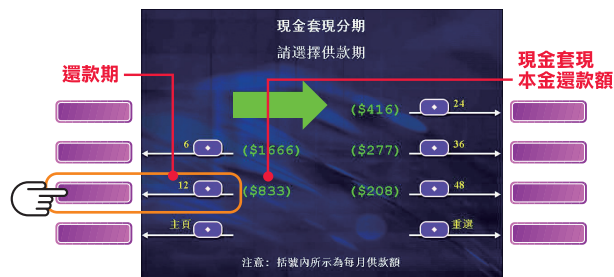 現金套現分期
請選擇供款期
還款期
現金套現
本金還款額
($416) 24
6 ($1666)
($277) 36
12 ($833)
($208) 48
主頁
重選
注意：括號內所示為每月供款額